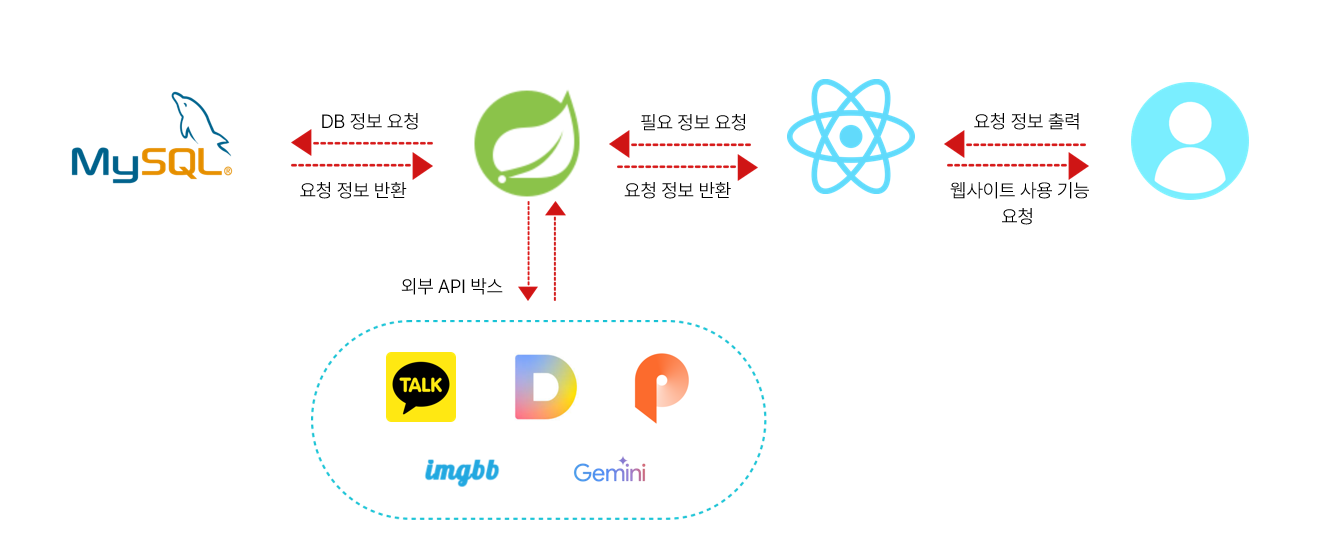 DB 정보 요청
필요 정보 요청
요청 정보 출력
MySQL®
요청 정보 반환
요청 정보 반환
웹사이트 사용 기능
요청
외부 API 박스
TALK
D
P
imgbb
Gemini